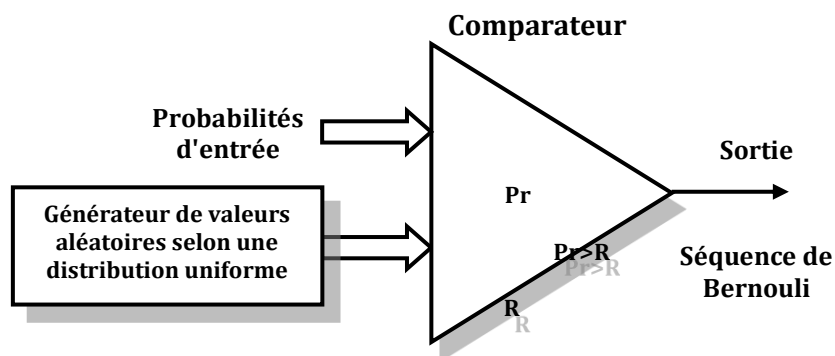 Comparateur
Probabilités
d'entrée
Sortie
Pr
Générateur de valeurs
aléatoires selon une
distribution uniforme
Pr>R
Pr>R
Séquence de
Bernouli
R
R